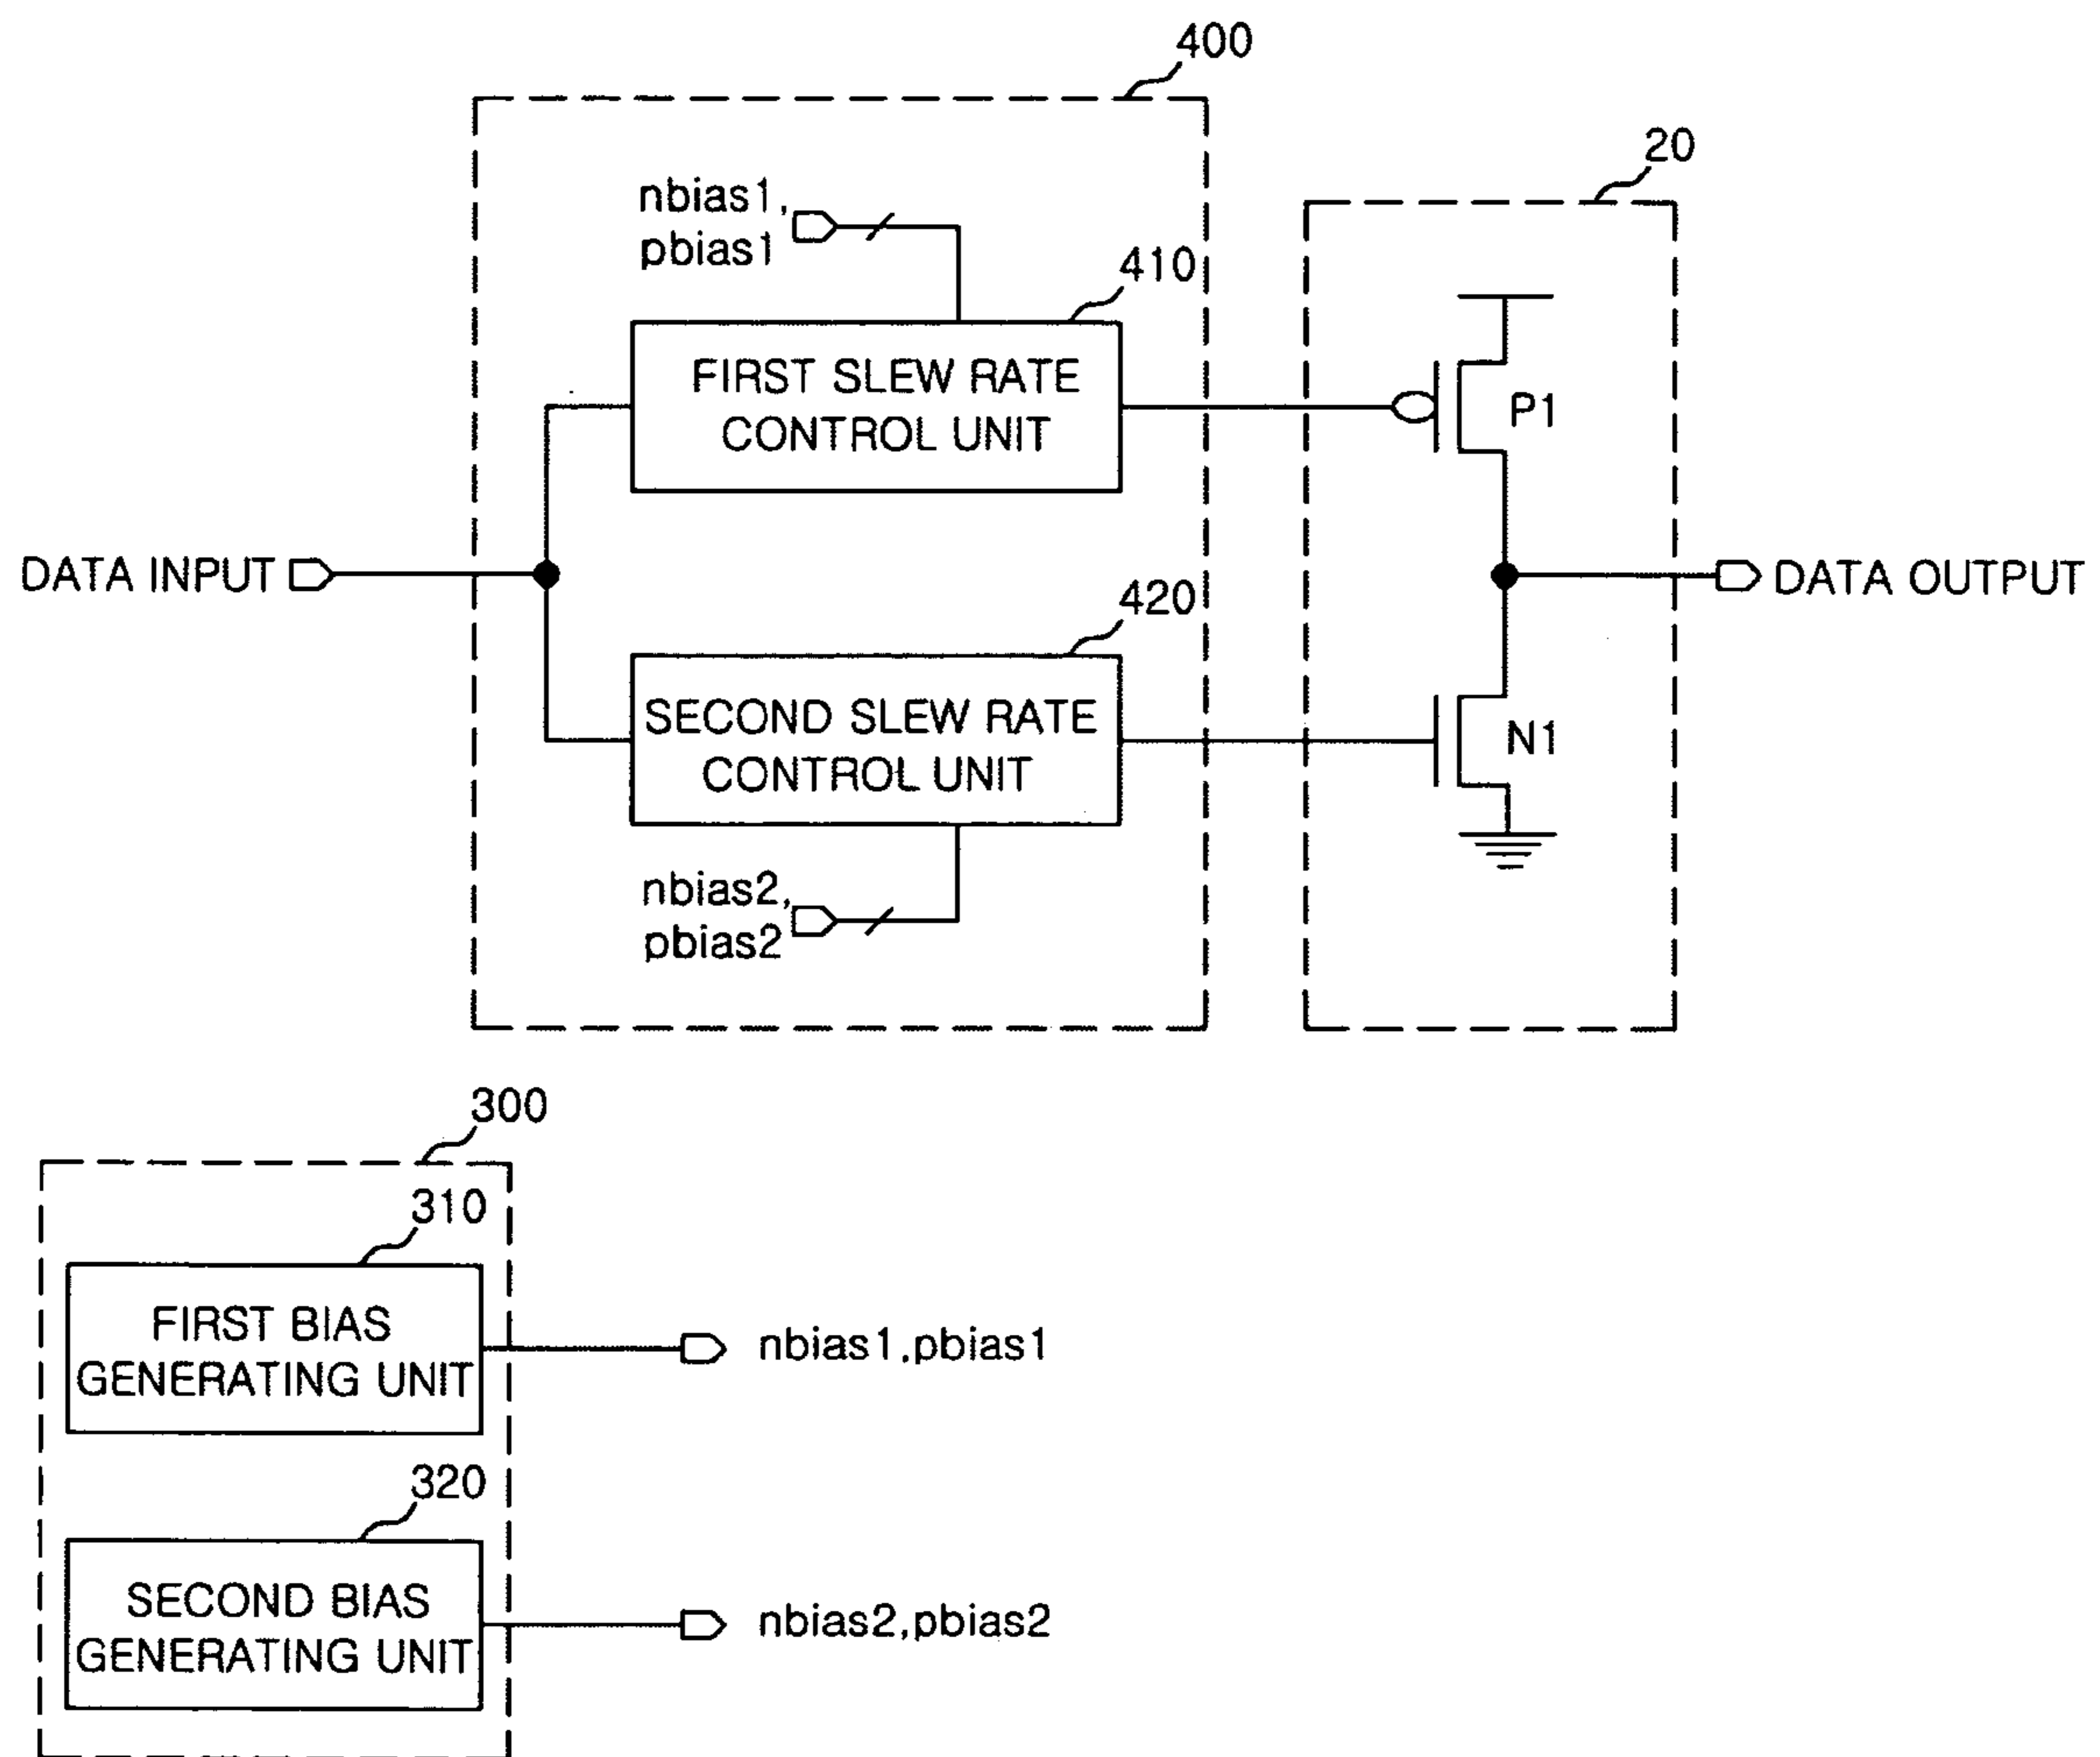 400
20
nbias1,
pbias1
410
FIRST SLEW RATE
CONTROL UNIT
P1
DATA INPUT
DATA OUTPUT
420
SECOND SLEW RATE
CONTROL UNIT
N1
nbias2,
pbias2
300
310
FIRST BIAS
GENERATING UNIT
nbias1,pbias1
320
SECOND BIAS
GENERATING UNIT
nbias2,pbias2